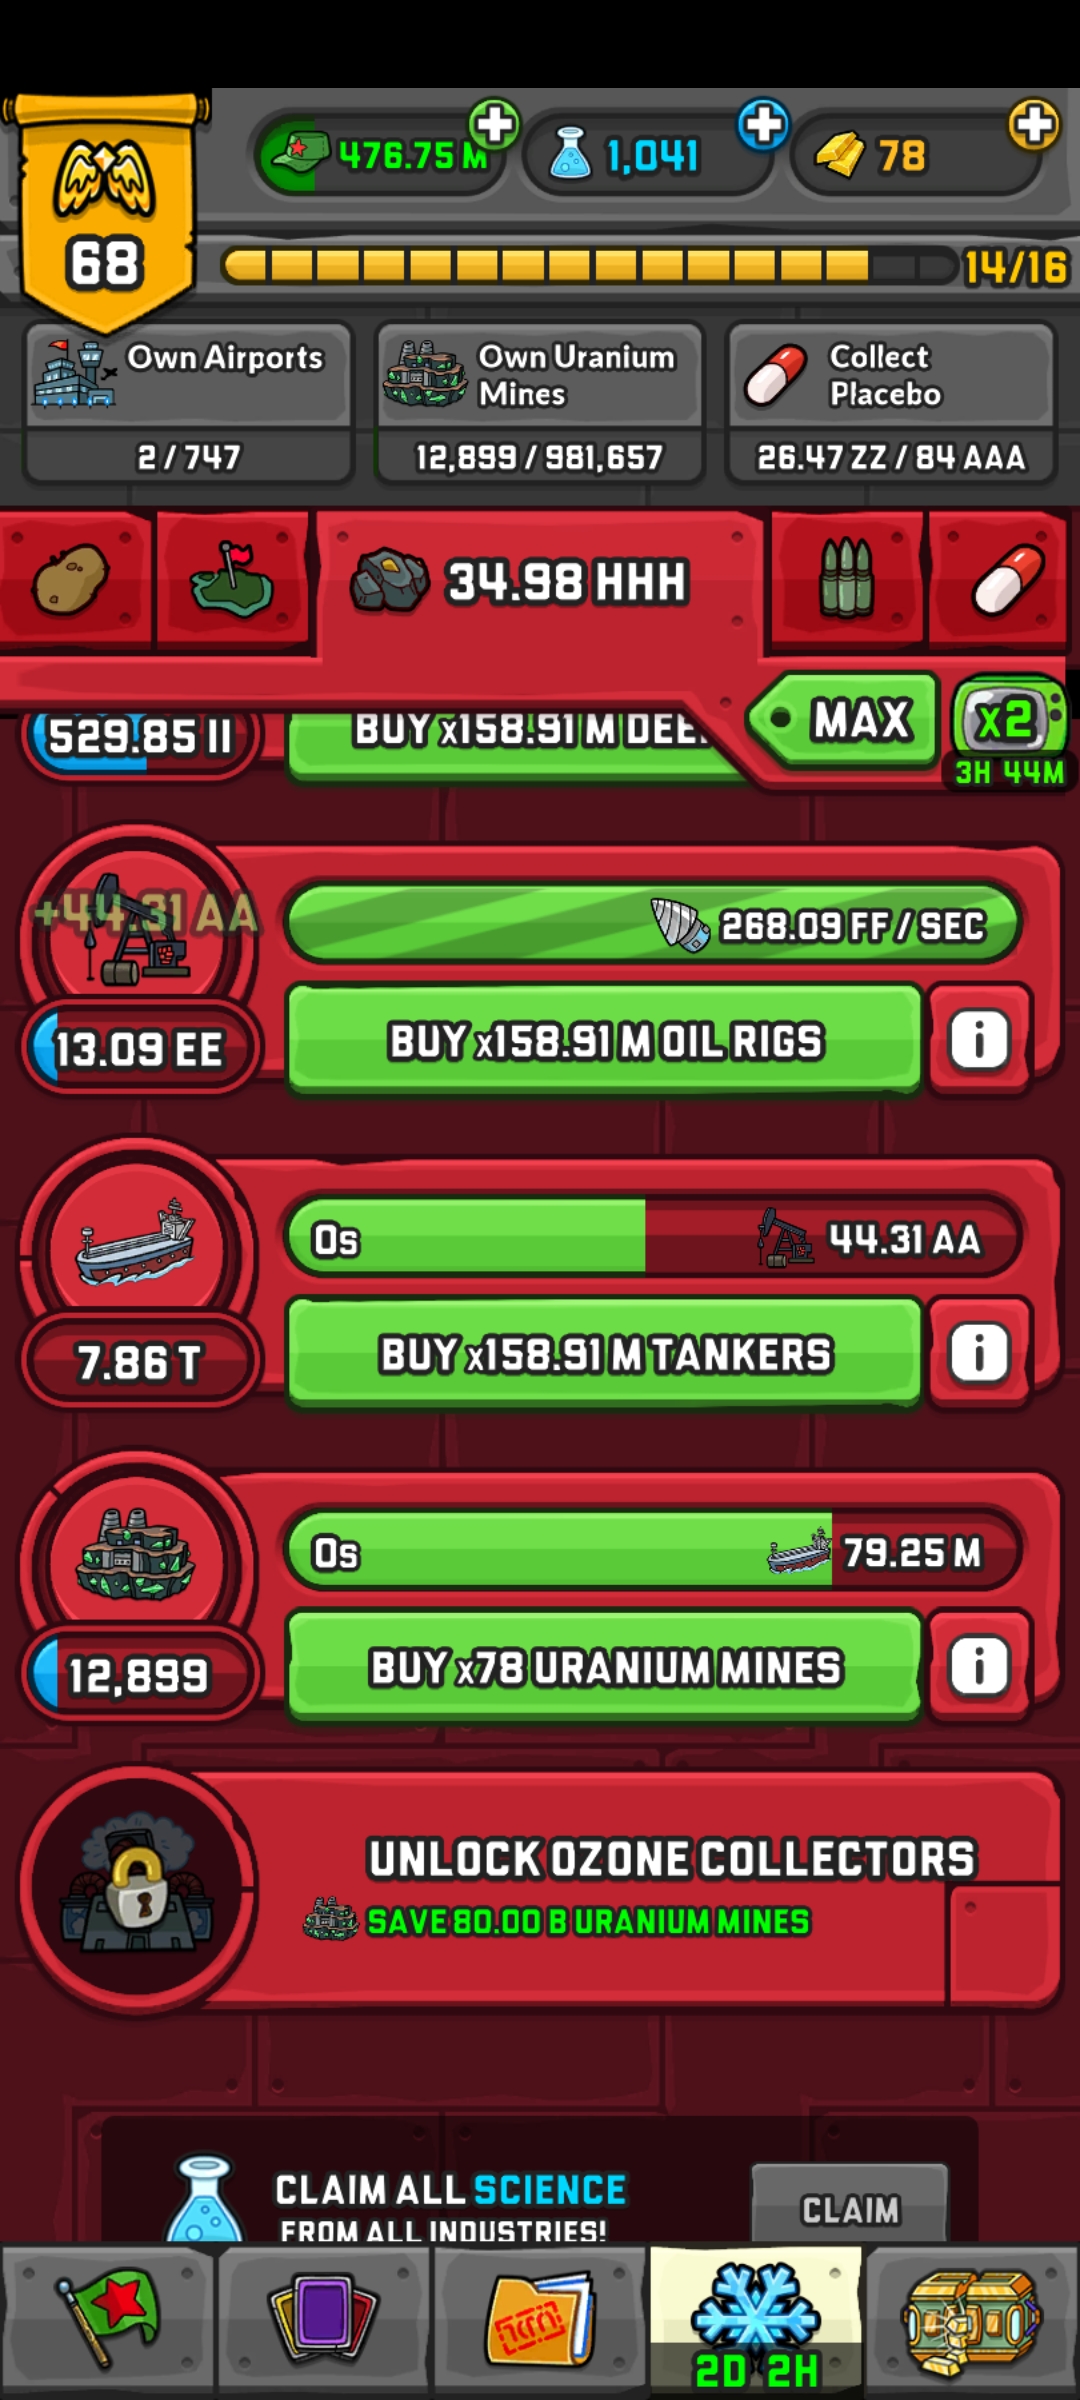 476.75 M
1,041
78
68
14/16
Own Airports
2 / 747
Own Uranium
Mines
12,899 / 981,657
Collect
Placebo
26.47 ZZ / 84 AAA
34.98 HHH
MAX
x2
3H 44M
529.85 II
BUY x158.91 M DEE
+44.31 AA
268.09 FF / SEC
13.09 EE
BUY x158.91 M OIL RIGS
i
0s
44.31 AA
7.86 T
BUY x158.91 M TANKERS
i
0s
79.25 M
12,899
BUY x78 URANIUM MINES
i
UNLOCK OZONE COLLECTORS
SAVE 80.00 B URANIUM MINES
CLAIM ALL SCIENCE
FROM ALL INDUSTRIES!
CLAIM
2D 2H